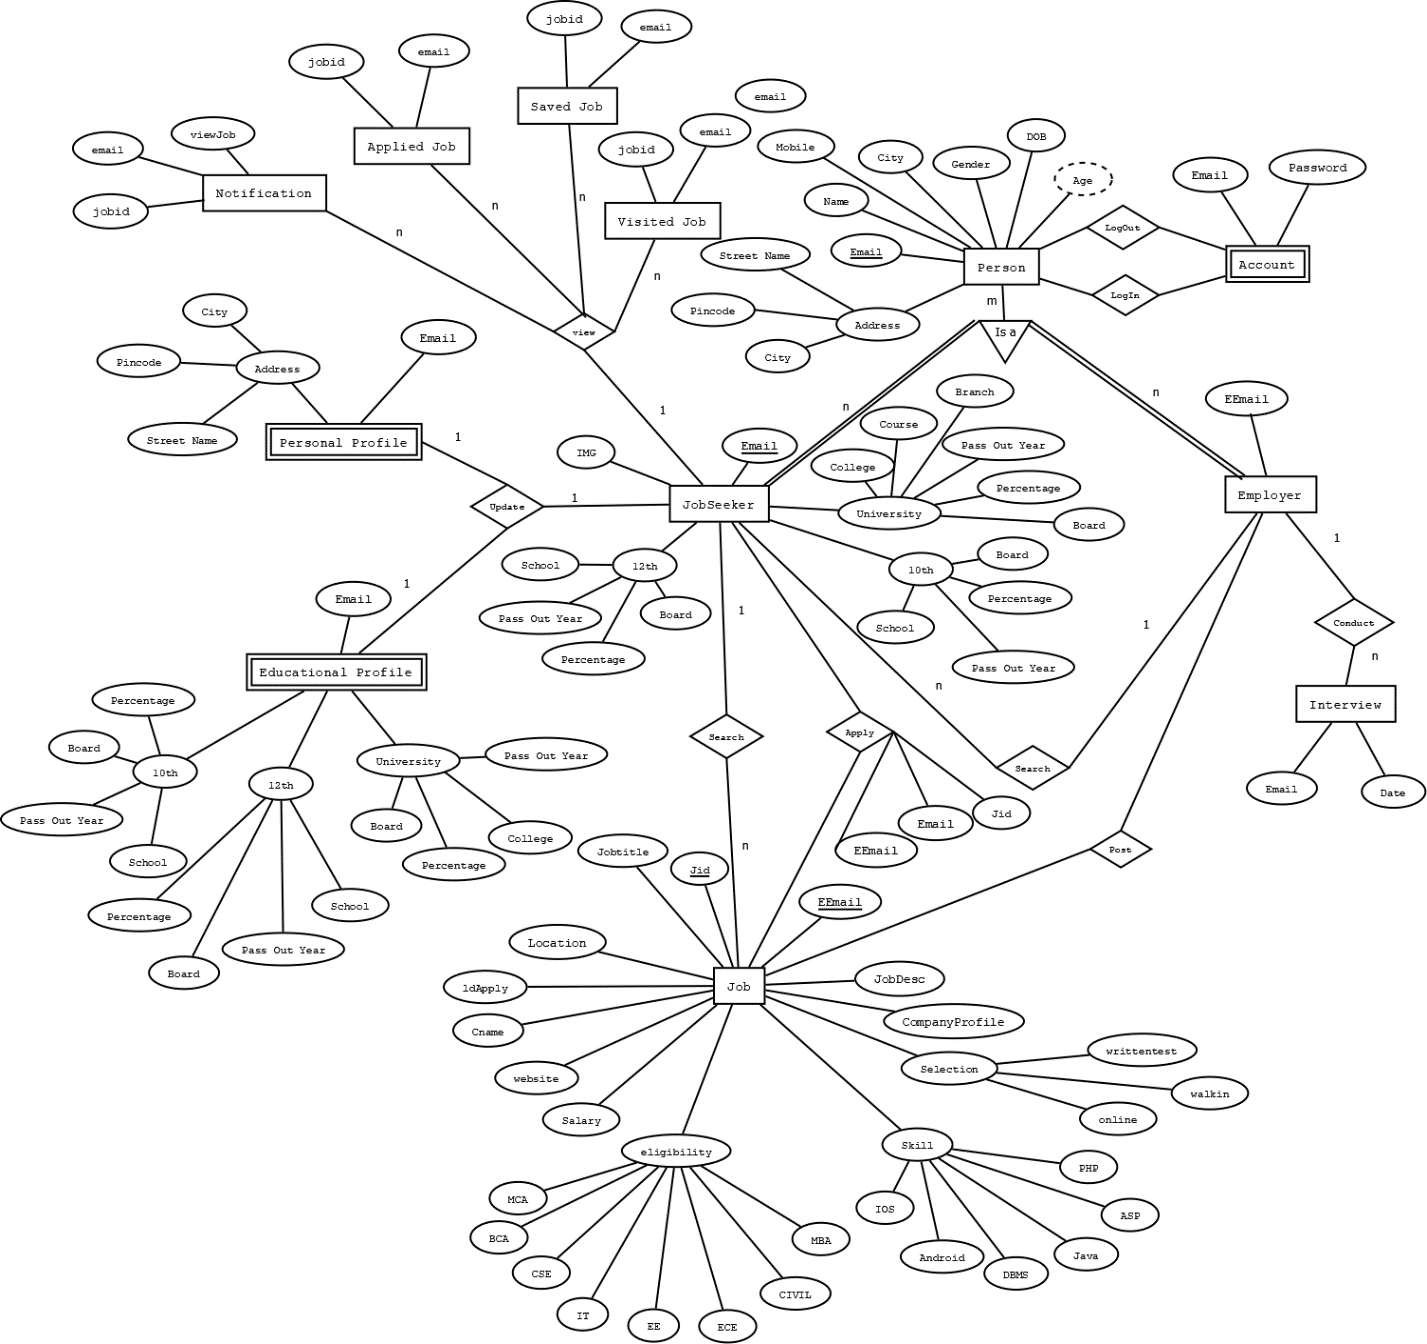 jobid
email
jobid
email
Saved Job
email
viewJob
email
Applied Job
jobid
email
Mobile
City
Gender
DOB
Age
Email
Password
email
jobid
Notification
Visited Job
Name
LogOut
n
n
n
n
Street Name
Email
Person
Account
LogIn
m
City
Pincode
Address
City
view
Is a
Email
Pincode
Address
Street Name
Personal Profile
1
1
n
n
Branch
Course
EEmail
IMG
Email
College
Pass Out Year
Percentage
Board
University
Update
1
JobSeeker
Employer
School
12th
Board
Pass Out Year
Percentage
10th
Board
Percentage
School
Pass Out Year
1
Email
1
1
1
Conduct
n
Educational Profile
n
Interview
Percentage
Board
10th
Pass Out Year
School
12th
University
Pass Out Year
Board
Percentage
College
Percentage
School
Board
Pass Out Year
Search
Apply
Search
Email
Date
Jid
Email
EEmail
Post
n
Jobtitle
Jid
EEmail
Location
ldApply
Job
JobDesc
Cname
CompanyProfile
website
Selection
writtentest
walkin
online
Salary
eligibility
Skill
MCA
BCA
CSE
IT
EE
ECE
CIVIL
MBA
IOS
Android
DBMS
Java
ASP
PHP